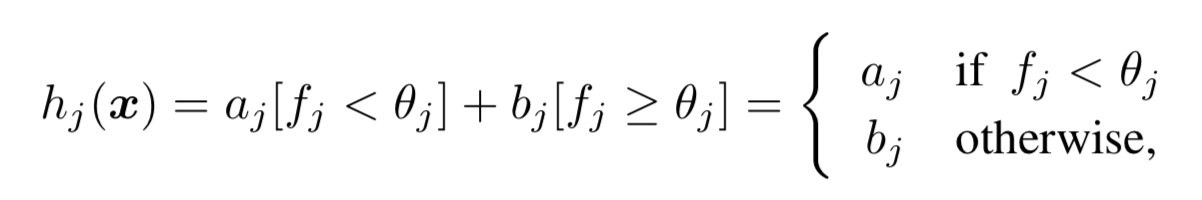 h_j(x) = a_j[f_j < θ_j] + b_j[f_j ≥ θ_j] = { a_j if f_j < θ_j
b_j otherwise,